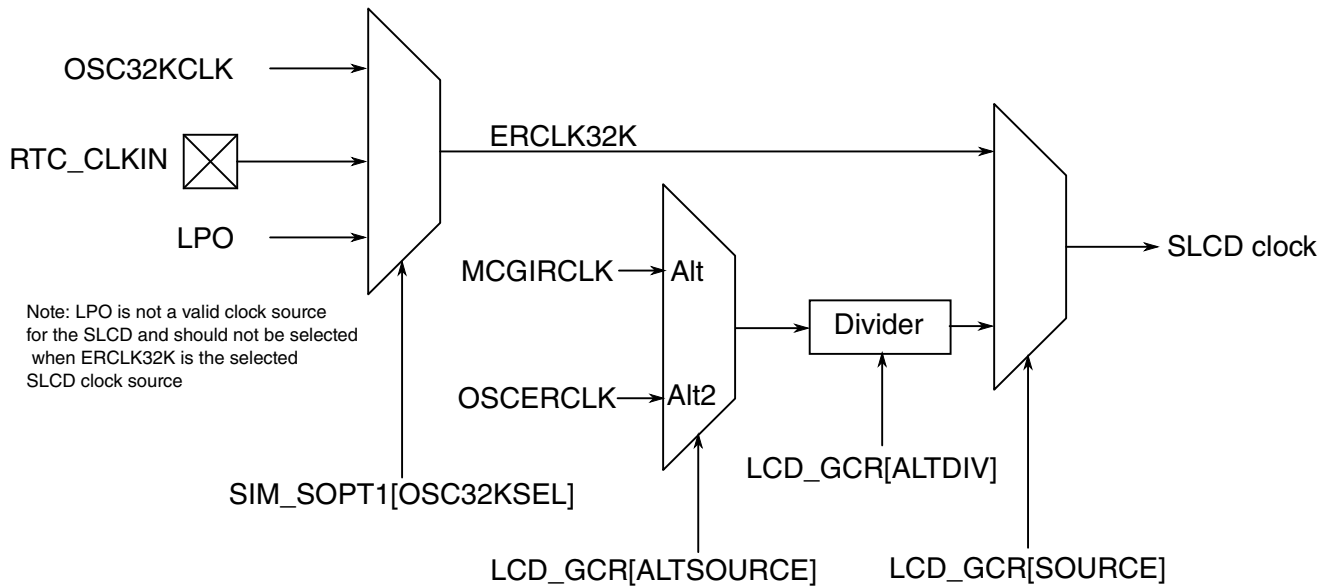 OSC32KCLK
RTC_CLKIN
LPO
ERCLK32K
MCGIRCLK
Alt
OSCERCLK
Alt2
Divider
SLCD clock
Note: LPO is not a valid clock source
for the SLCD and should not be selected
when ERCLK32K is the selected
SLCD clock source
SIM_SOPT1[OSC32KSEL]
LCD_GCR[ALTDIV]
LCD_GCR[ALTSOURCE]
LCD_GCR[SOURCE]